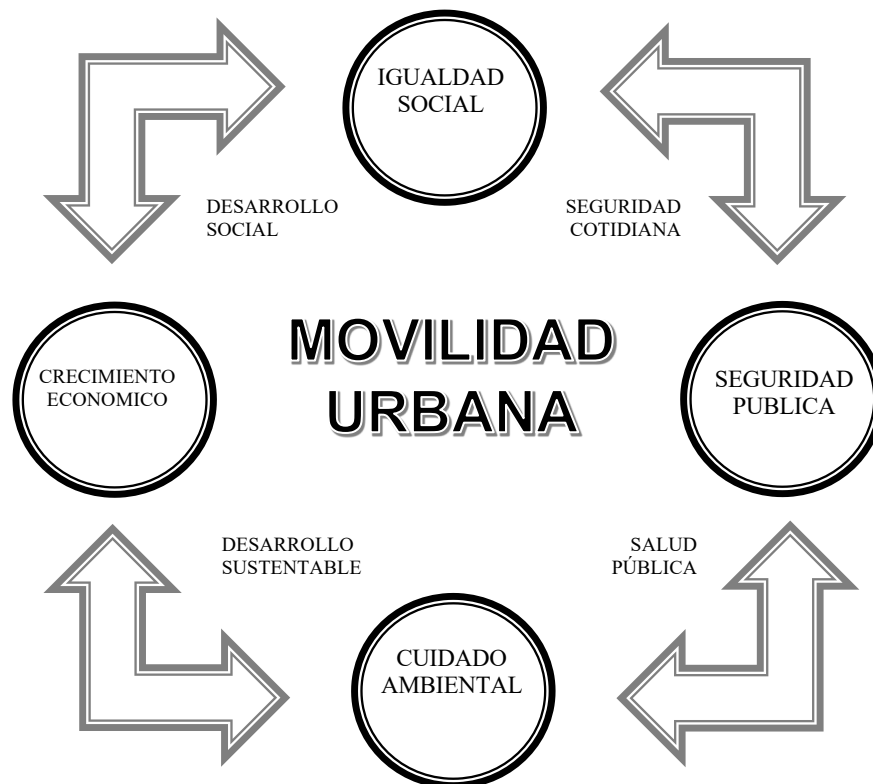 IGUALDAD
SOCIAL
DESARROLLO
SOCIAL
SEGURIDAD
COTIDIANA
CRECIMIENTO
ECONOMICO
MOVILIDAD
URBANA
SEGURIDAD
PUBLICA
DESARROLLO
SUSTENTABLE
SALUD
PÚBLICA
CUIDADO
AMBIENTAL